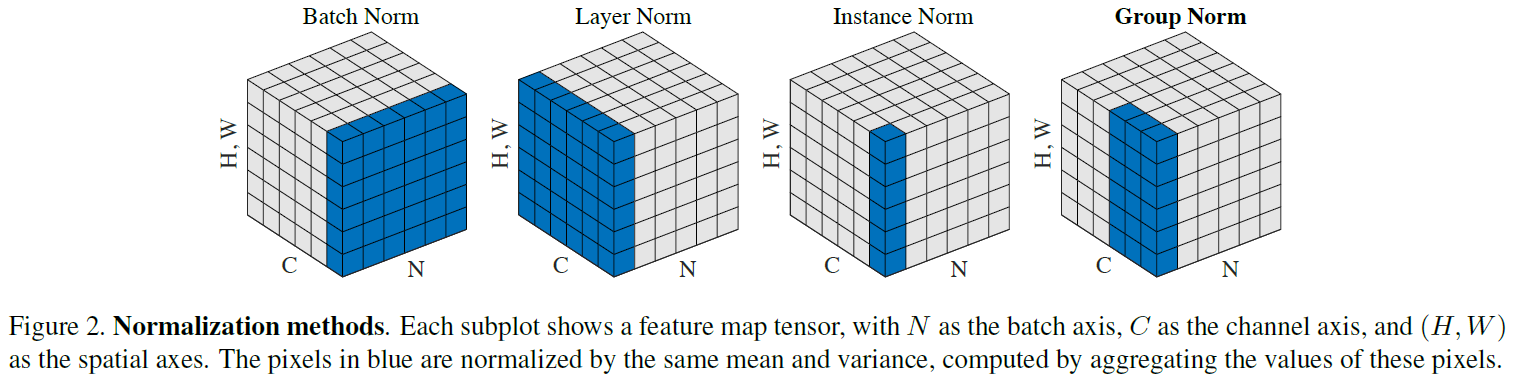 Batch Norm
Layer Norm
Instance Norm
Group Norm
H, W
C
N
H, W
C
N
H, W
C
N
H, W
C
N
Figure 2. Normalization methods. Each subplot shows a feature map tensor, with N as the batch axis, C as the channel axis, and (H, W)
as the spatial axes. The pixels in blue are normalized by the same mean and variance, computed by aggregating the values of these pixels.